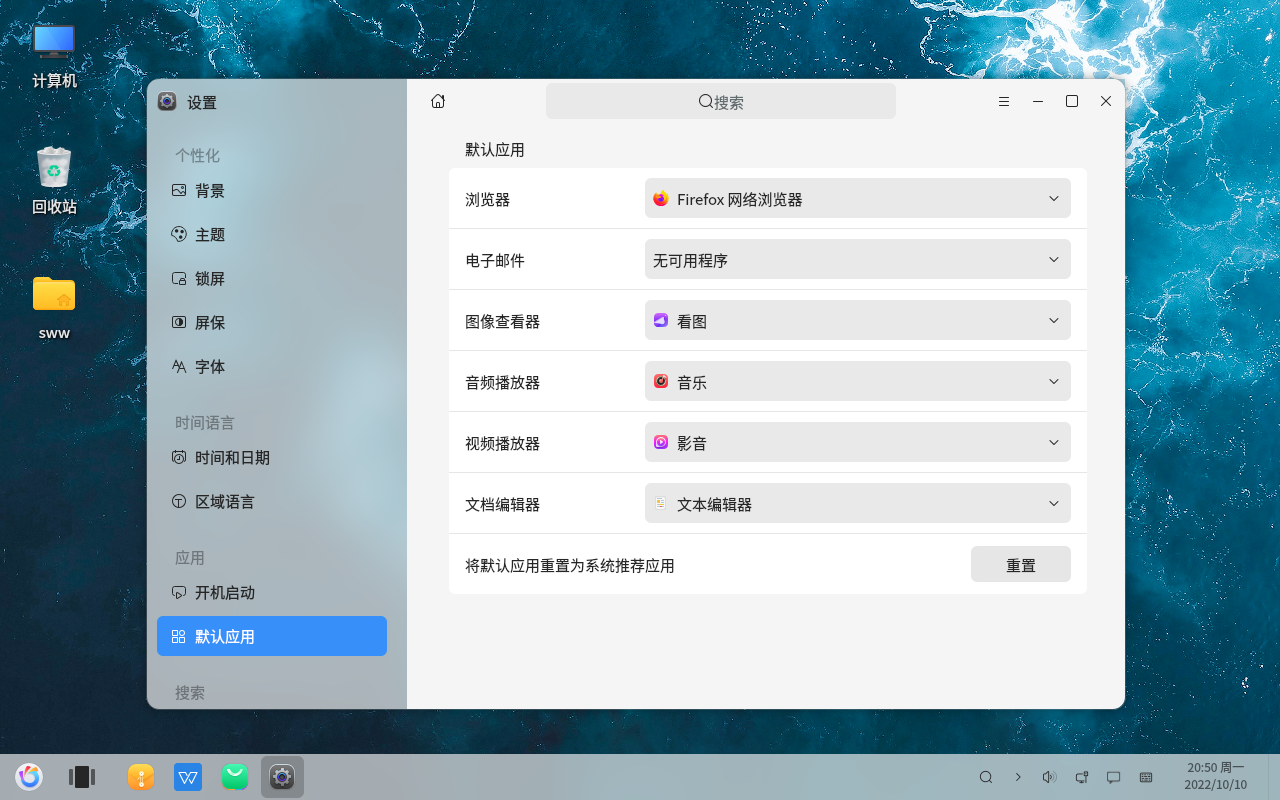 计算机
回收站
sww
设置
搜索
个性化
背景
主题
锁屏
屏保
字体
时间语言
时间和日期
区域语言
应用
开机启动
默认应用
搜索
默认应用
浏览器
Firefox 网络浏览器
电子邮件
无可用程序
图像查看器
看图
音频播放器
音乐
视频播放器
影音
文档编辑器
文本编辑器
将默认应用重置为系统推荐应用
重置
20:50 周一
2022/10/10